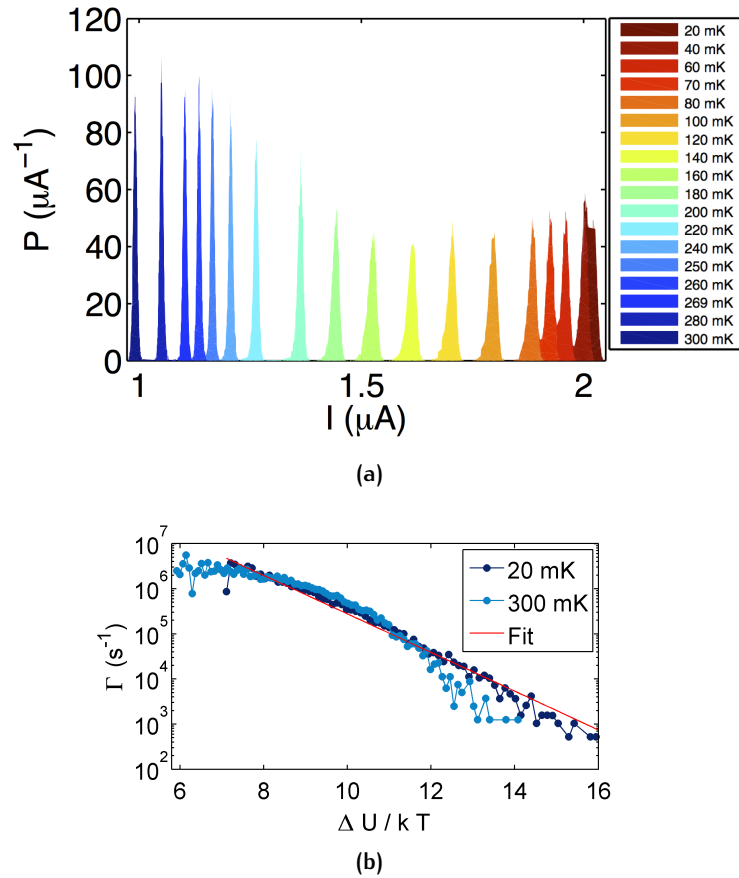 120
100
80
60
40
20
0
P (μA⁻¹)
1
1.5
2
I (μA)
20 mK
40 mK
60 mK
70 mK
80 mK
100 mK
120 mK
140 mK
160 mK
180 mK
200 mK
220 mK
240 mK
250 mK
260 mK
269 mK
280 mK
300 mK
(a)
10⁷
10⁶
10⁵
10⁴
10³
10²
Γ (s⁻¹)
20 mK
300 mK
Fit
6
8
10
12
14
16
Δ U / k T
(b)